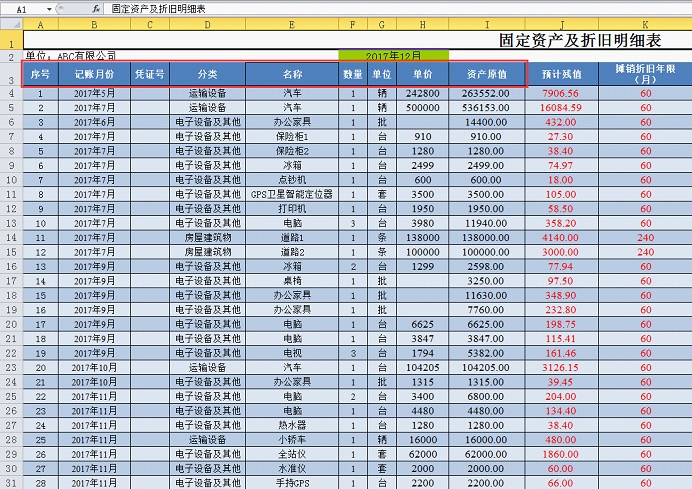 A1 fx 固定资产及折旧明细表
A B C D E F G H I J K
1 固定资产及折旧明细表
2 单位: ABC有限公司 2017年12月
3 序号 记账月份 凭证号 分类 名称 数量 单位 单价 资产原值 预计残值 摊销折旧年限(月)
4 1 2017年5月 运输设备 汽车 1 辆 242800 263552.00 7906.56 60
5 2 2017年7月 运输设备 汽车 1 辆 500000 536153.00 16084.59 60
6 3 2017年6月 电子设备及其他 办公家具 1 批 14400.00 432.00 60
7 4 2017年7月 电子设备及其他 保险柜1 1 台 910 910.00 27.30 60
8 5 2017年7月 电子设备及其他 保险柜2 1 台 1280 1280.00 38.40 60
9 6 2017年7月 电子设备及其他 冰箱 1 台 2499 2499.00 74.97 60
10 7 2017年7月 电子设备及其他 点钞机 1 台 600 600.00 18.00 60
11 8 2017年7月 电子设备及其他 GPS卫星智能定位器 1 套 3500 3500.00 105.00 60
12 9 2017年7月 电子设备及其他 打印机 1 台 1950 1950.00 58.50 60
13 10 2017年7月 电子设备及其他 电脑 3 台 3980 11940.00 358.20 60
14 11 2017年7月 房屋建筑物 道路1 1 条 138000 138000.00 4140.00 240
15 12 2017年7月 房屋建筑物 道路2 1 条 100000 100000.00 3000.00 240
16 13 2017年9月 电子设备及其他 冰箱 2 台 1299 2598.00 77.94 60
17 14 2017年9月 电子设备及其他 桌椅 1 批 3250.00 97.50 60
18 15 2017年9月 电子设备及其他 办公家具 1 批 11630.00 348.90 60
19 16 2017年9月 电子设备及其他 办公家具 1 批 7760.00 232.80 60
20 17 2017年9月 电子设备及其他 电脑 1 台 6625 6625.00 198.75 60
21 18 2017年9月 电子设备及其他 电脑 1 台 3847 3847.00 115.41 60
22 19 2017年9月 电子设备及其他 电视 3 台 1794 5382.00 161.46 60
23 20 2017年10月 运输设备 汽车 1 台 104205 104205.00 3126.15 60
24 21 2017年10月 电子设备及其他 办公家具 1 批 1315 1315.00 39.45 60
25 22 2017年11月 电子设备及其他 电脑 2 台 3400 6800.00 204.00 60
26 23 2017年11月 电子设备及其他 电脑 1 台 4480 4480.00 134.40 60
27 24 2017年11月 电子设备及其他 热水器 1 台 1280 1280.00 38.40 60
28 25 2017年11月 运输设备 小轿车 1 辆 16000 16000.00 480.00 60
29 26 2017年11月 电子设备及其他 全站仪 1 套 62000 62000.00 1860.00 60
30 27 2017年11月 电子设备及其他 水准仪 1 套 2000 2000.00 60.00 60
31 28 2017年11月 电子设备及其他 手持GPS 1 台 2200 2200.00 66.00 60